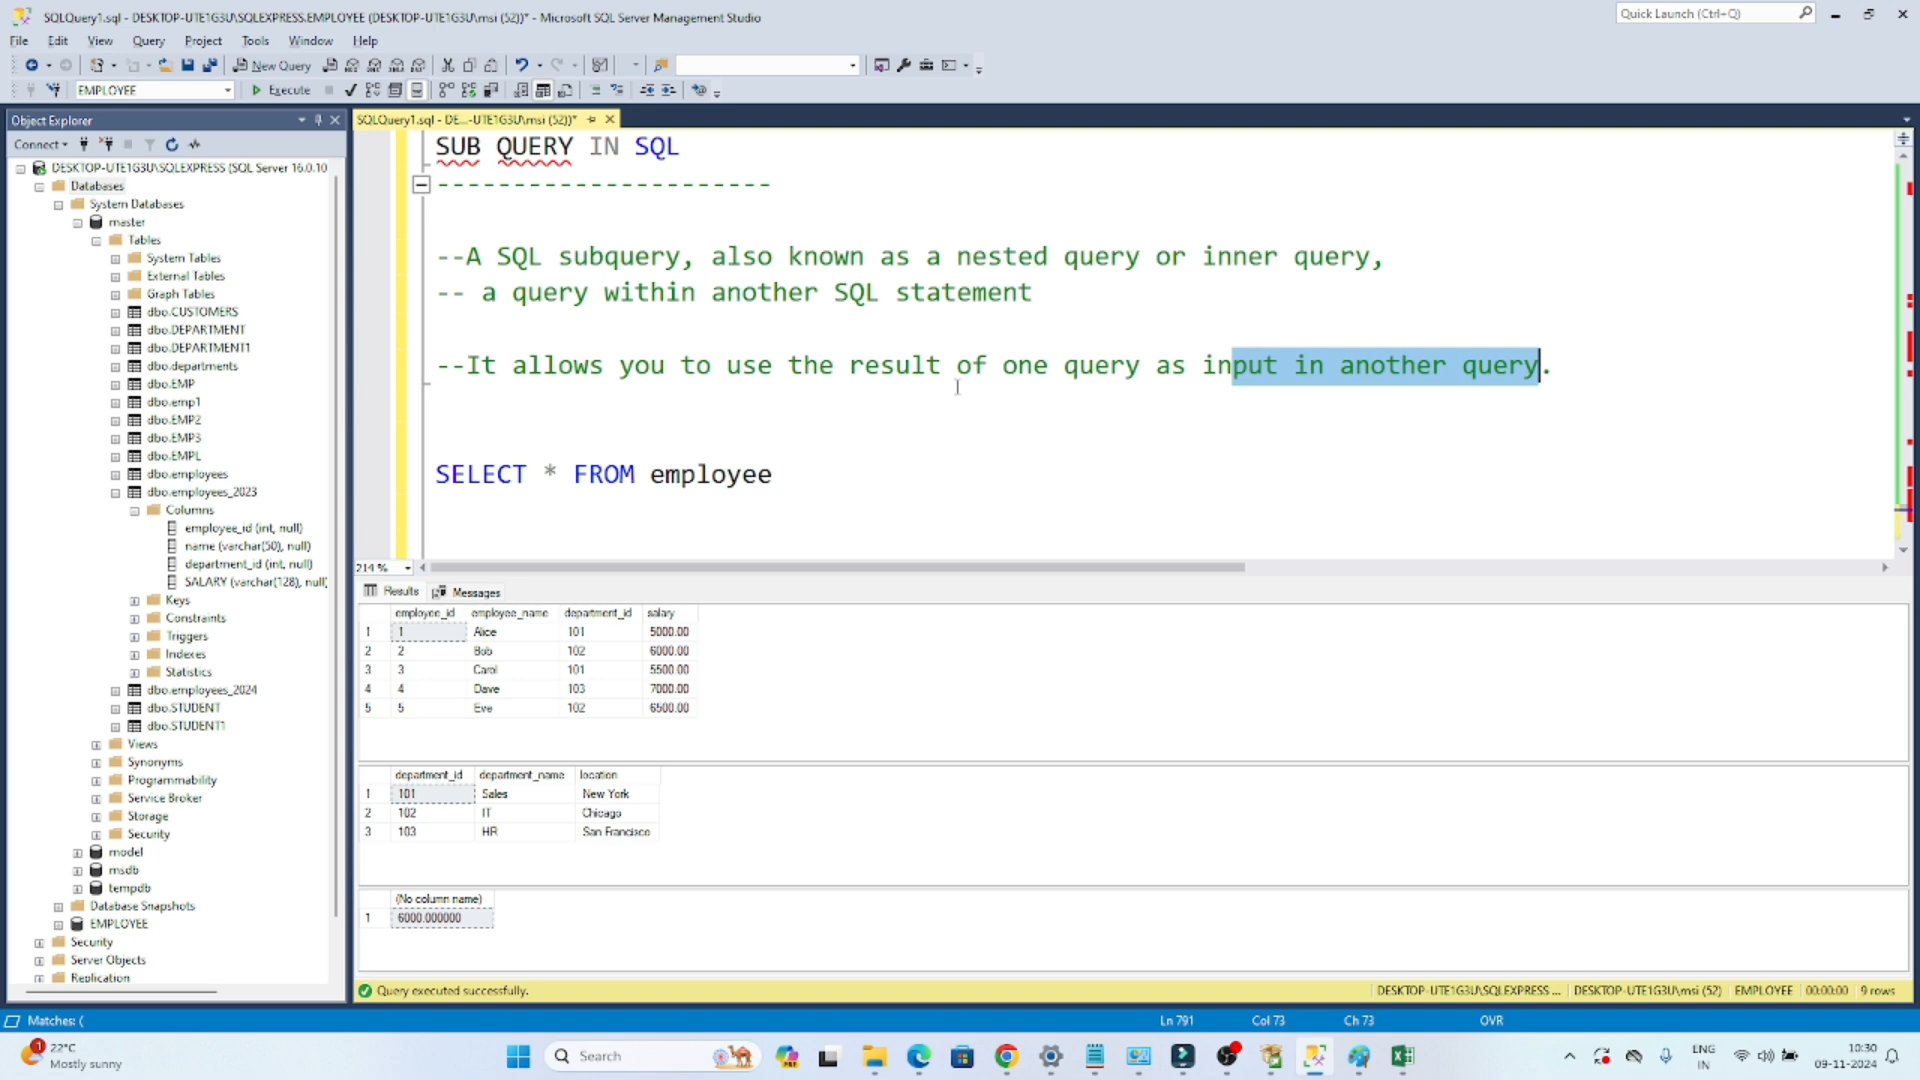 SQLQuery1.sql - DESKTOP-UTE1G3U\SQLEXPRESS.EMPLOYEE (DESKTOP-UTE1G3U\msi (52))* - Microsoft SQL Server Management Studio
Quick Launch (Ctrl+Q)
File Edit View Query Project Tools Window Help
New Query
EMPLOYEE
Execute
Object Explorer
SQLQuery1.sql - DE...-UTE1G3U\msi (52))*
Connect
DESKTOP-UTE1G3U\SQLEXPRESS (SQL Server 16.0.10
Databases
System Databases
master
Tables
System Tables
External Tables
Graph Tables
dbo.CUSTOMERS
dbo.DEPARTMENT
dbo.DEPARTMENT1
dbo.departments
dbo.EMP
dbo.emp1
dbo.EMP2
dbo.EMP3
dbo.EMPL
dbo.employees
dbo.employees_2023
Columns
employee_id (int, null)
name (varchar(50), null)
department_id (int, null)
SALARY (varchar(128), null)
Keys
Constraints
Triggers
Indexes
Statistics
dbo.employees_2024
dbo.STUDENT
dbo.STUDENT1
Views
Synonyms
Programmability
Service Broker
Storage
Security
model
msdb
tempdb
Database Snapshots
EMPLOYEE
Security
Server Objects
Replication
SUB QUERY IN SQL
----------------------
--A SQL subquery, also known as a nested query or inner query,
-- a query within another SQL statement
--It allows you to use the result of one query as input in another query.
SELECT * FROM employee
214 %
Results Messages
employee_id employee_name department_id salary
1 1 Alice 101 5000.00
2 2 Bob 102 6000.00
3 3 Carol 101 5500.00
4 4 Dave 103 7000.00
5 5 Eve 102 6500.00
department_id department_name location
1 101 Sales New York
2 102 IT Chicago
3 103 HR San Francisco
(No column name)
1 6000.000000
Query executed successfully.
DESKTOP-UTE1G3U\SQLEXPRESS ... DESKTOP-UTE1G3U\msi (52) EMPLOYEE 00:00:00 9 rows
Matches: (
Ln 791 Col 73 Ch 73 OVR
1
22°C
Mostly sunny
Search
ENG
IN
10:30
09-11-2024